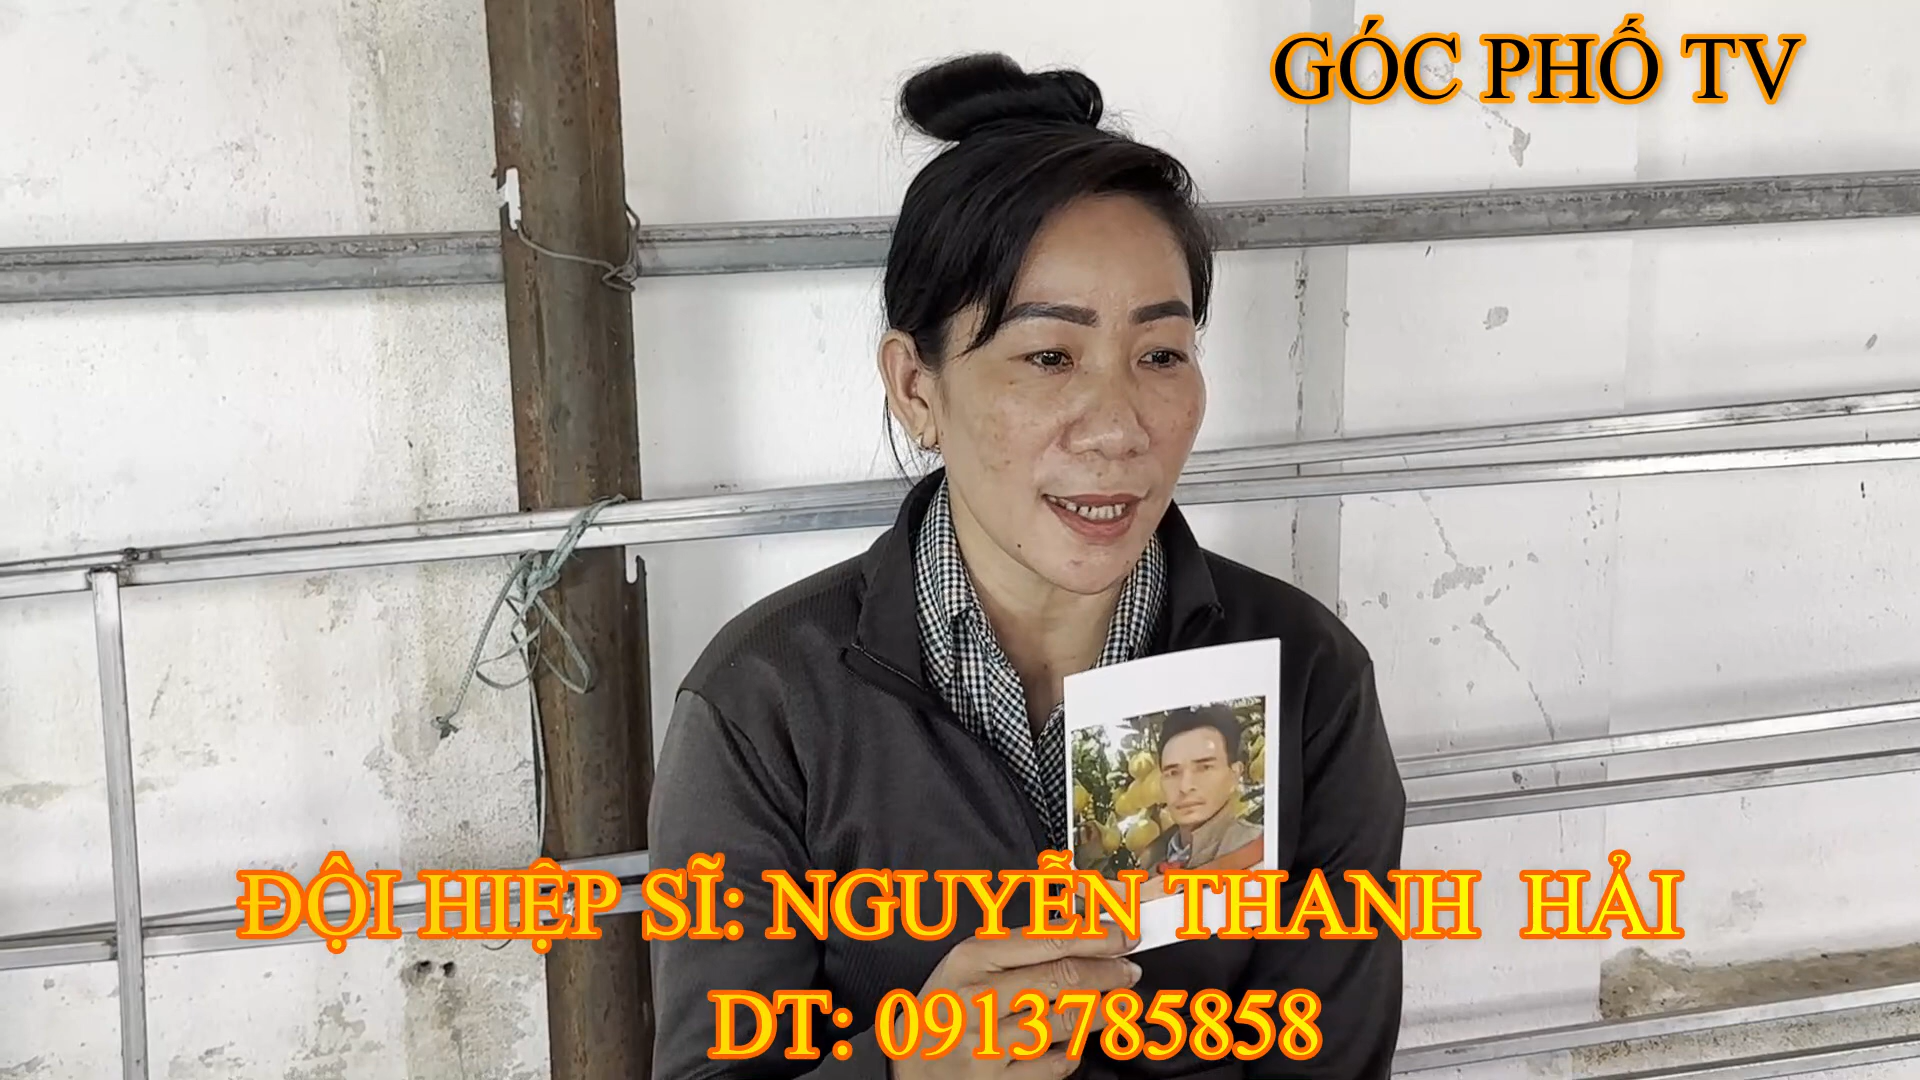 GÓC PHỐ TV
ĐỘI HIỆP SĨ: NGUYỄN THANH HẢI
DT: 0913785858